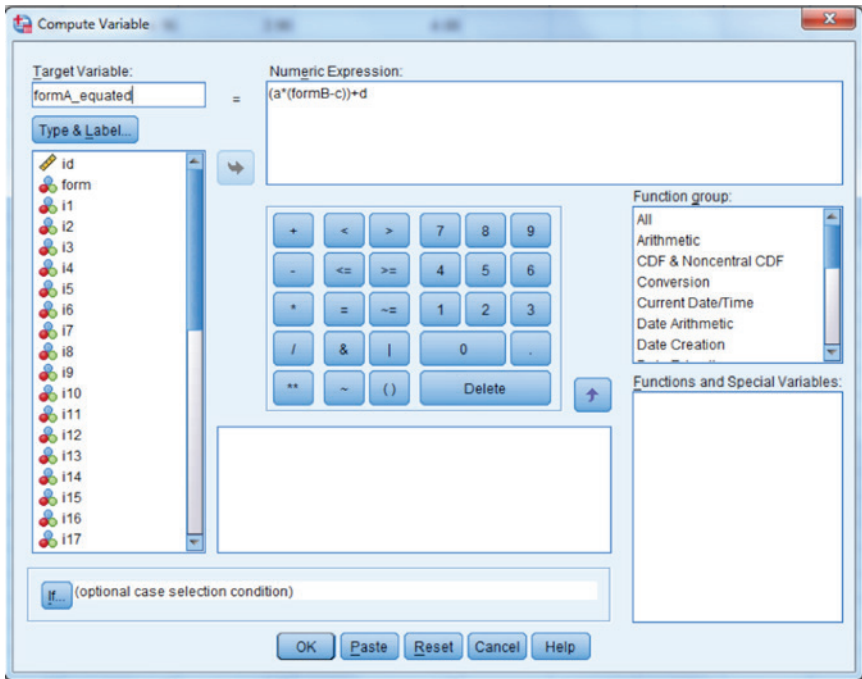 Compute Variable
Target Variable:
formA_equated
=
Numeric Expression:
(a*(formB-c))+d
Type & Label...
id
form
i1
i2
i3
i4
i5
i6
i7
i8
i9
i10
i11
i12
i13
i14
i15
i16
i17
+ < > 7 8 9
- <= >= 4 5 6
* = ~= 1 2 3
/ & | 0 .
** ~ () Delete
Function group:
All
Arithmetic
CDF & Noncentral CDF
Conversion
Current Date/Time
Date Arithmetic
Date Creation
Functions and Special Variables:
If... (optional case selection condition)
OK Paste Reset Cancel Help